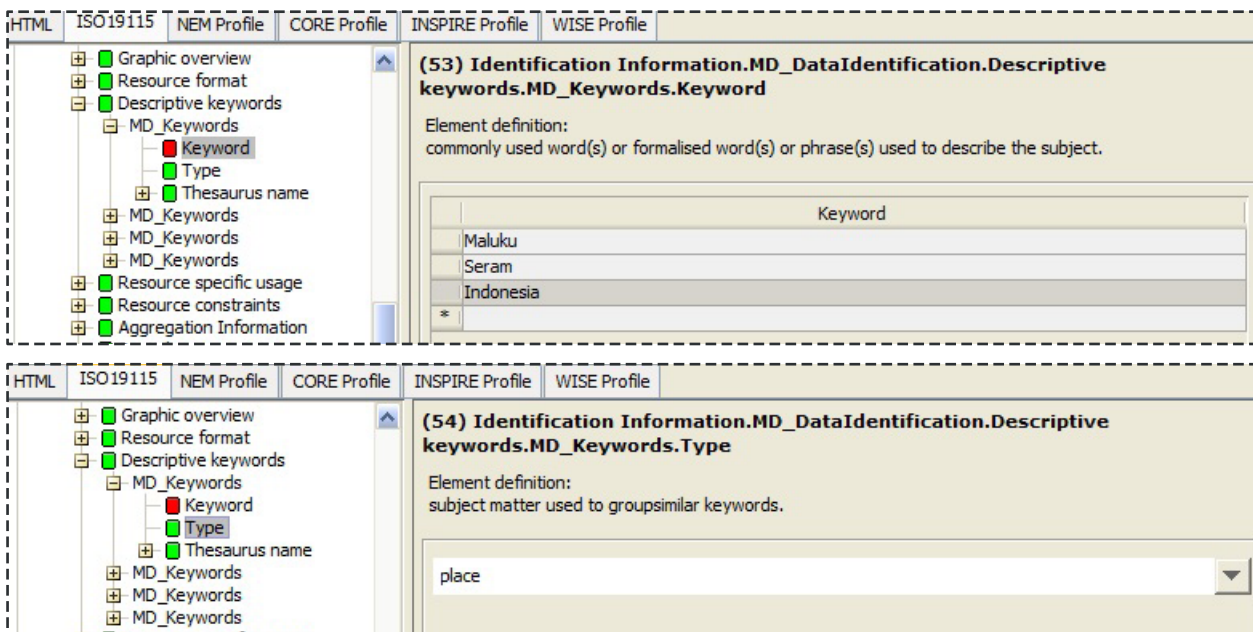 HTML ISO19115 NEM Profile CORE Profile INSPIRE Profile WISE Profile
Graphic overview
Resource format
Descriptive keywords
MD_Keywords
Keyword
Type
Thesaurus name
MD_Keywords
MD_Keywords
MD_Keywords
Resource specific usage
Resource constraints
Aggregation Information
(53) Identification Information.MD_DataIdentification.Descriptive
keywords.MD_Keywords.Keyword
Element definition:
commonly used word(s) or formalised word(s) or phrase(s) used to describe the subject.
Keyword
Maluku
Seram
Indonesia
*
HTML ISO19115 NEM Profile CORE Profile INSPIRE Profile WISE Profile
Graphic overview
Resource format
Descriptive keywords
MD_Keywords
Keyword
Type
Thesaurus name
MD_Keywords
MD_Keywords
MD_Keywords
(54) Identification Information.MD_DataIdentification.Descriptive
keywords.MD_Keywords.Type
Element definition:
subject matter used to groupsimilar keywords.
place